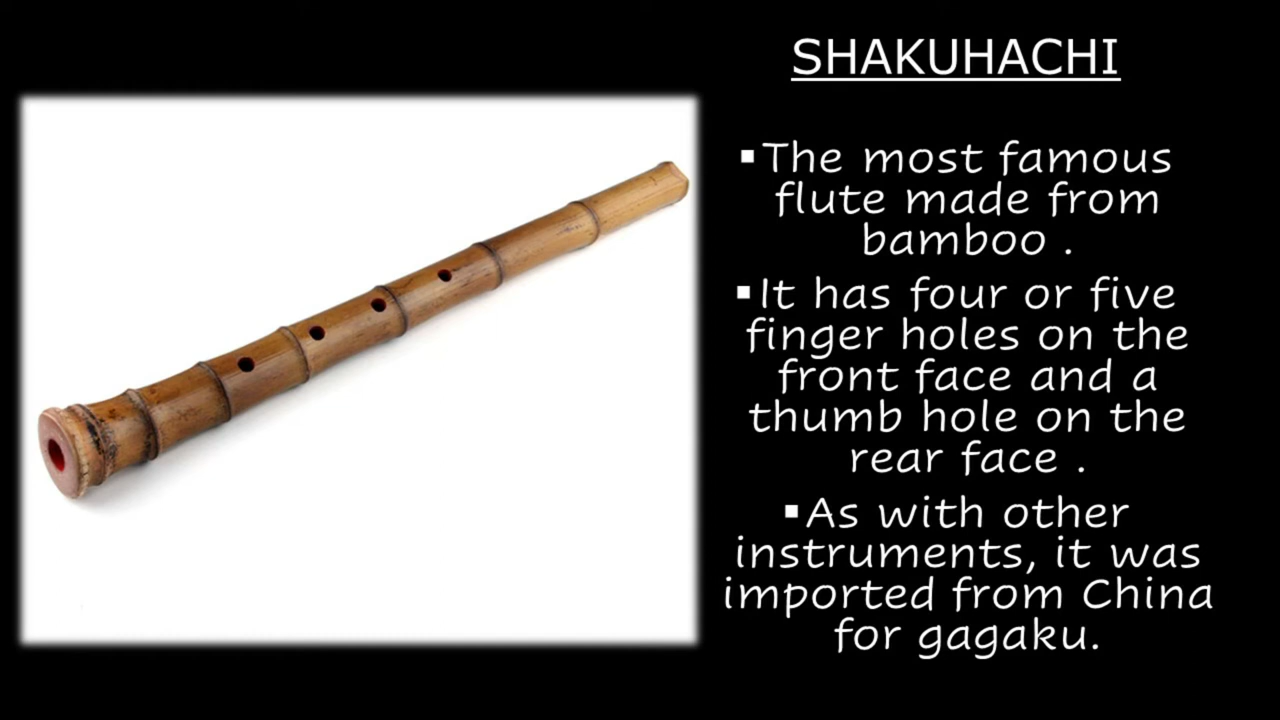 SHAKUHACHI
▪The most famous
flute made from
bamboo .
▪It has four or five
finger holes on the
front face and a
thumb hole on the
rear face .
▪As with other
instruments, it was
imported from China
for gagaku.